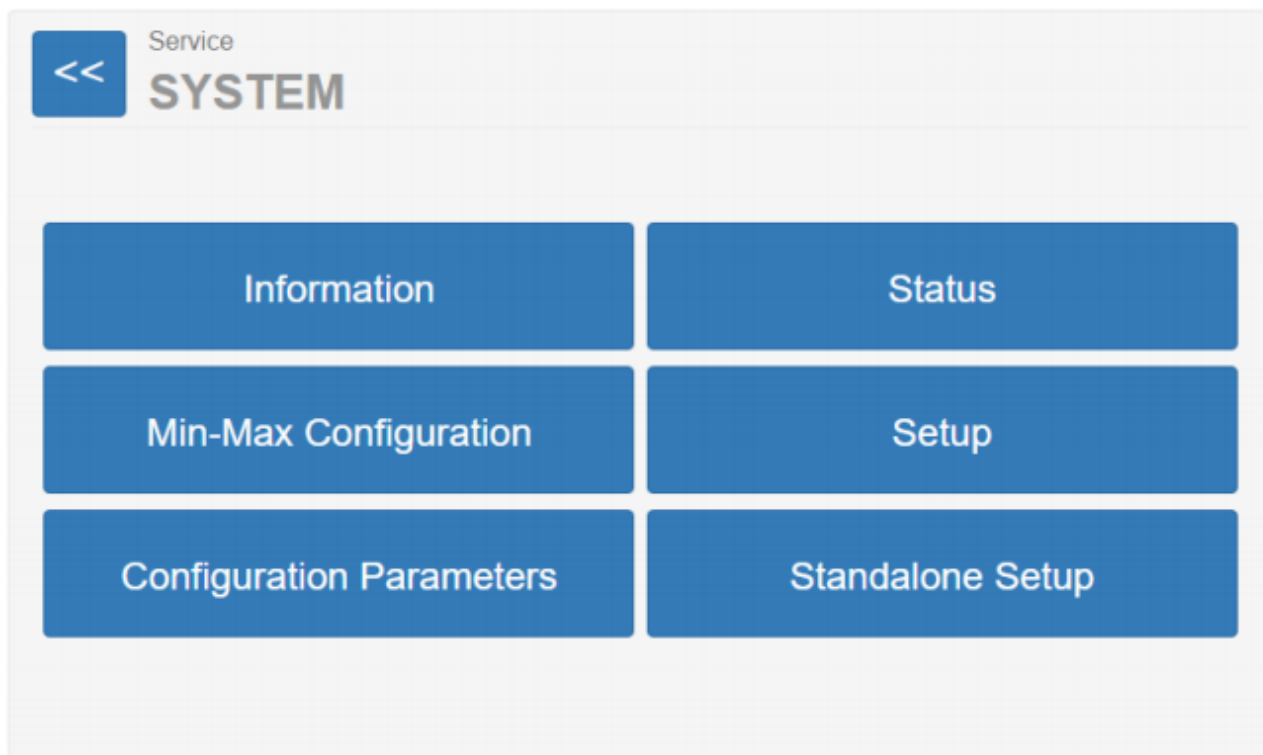 <<
Service
SYSTEM
Information
Status
Min-Max Configuration
Setup
Configuration Parameters
Standalone Setup